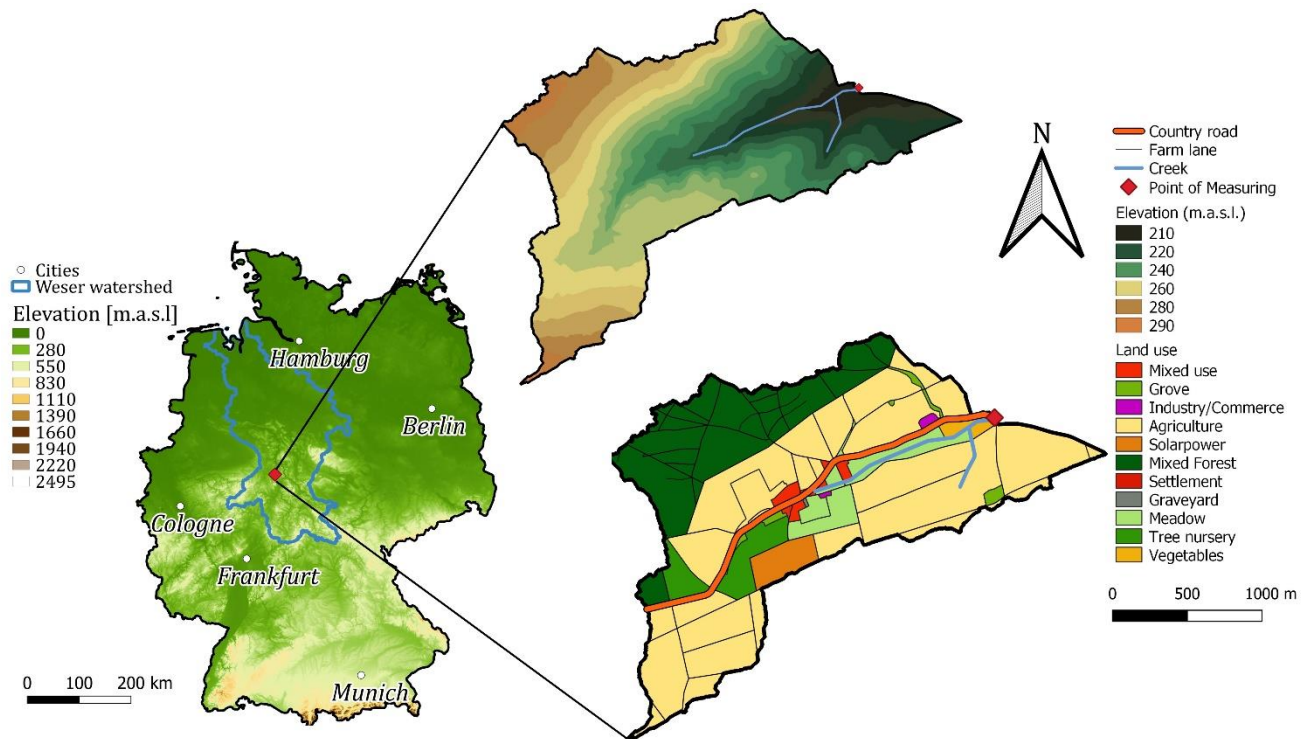 N
Country road
Farm lane
Creek
Point of Measuring
Elevation (m.a.s.l.)
210
220
240
260
280
290
Land use
Mixed use
Grove
Industry/Commerce
Agriculture
Solarpower
Mixed Forest
Settlement
Graveyard
Meadow
Tree nursery
Vegetables
0 500 1000 m
Cities
Weser watershed
Elevation [m.a.s.l]
0
280
550
830
1110
1390
1660
1940
2220
2495
Hamburg
Berlin
Cologne
Frankfurt
Munich
0 100 200 km